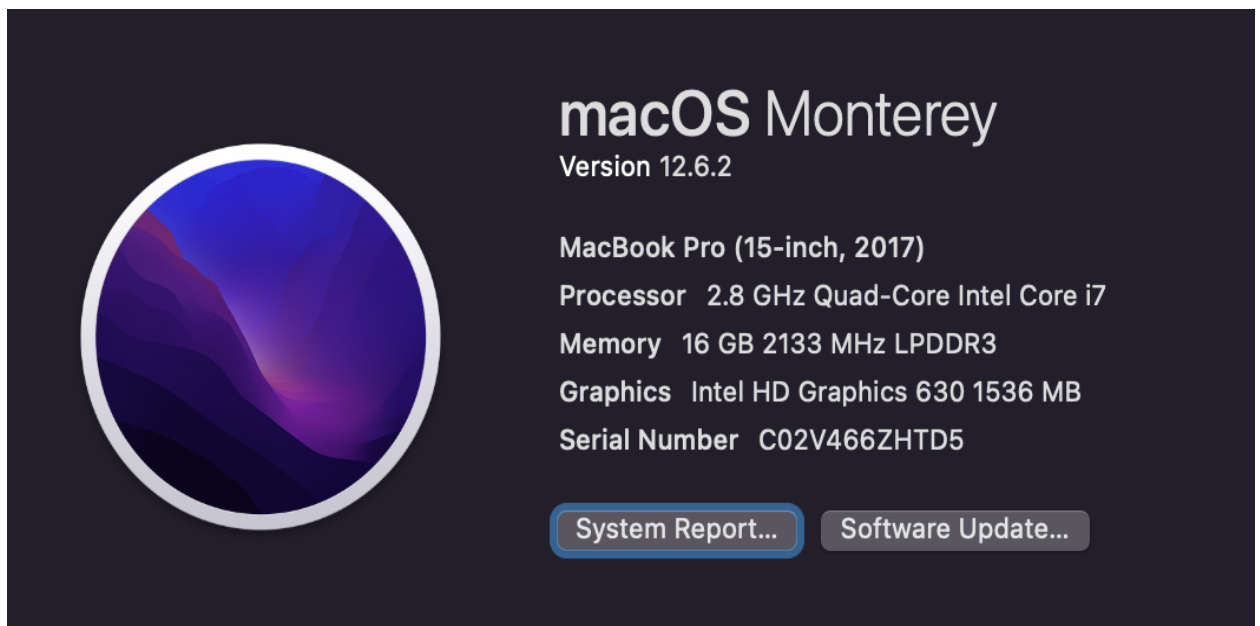 macOS Monterey
Version 12.6.2
MacBook Pro (15-inch, 2017)
Processor 2.8 GHz Quad-Core Intel Core i7
Memory 16 GB 2133 MHz LPDDR3
Graphics Intel HD Graphics 630 1536 MB
Serial Number C02V466ZHTD5
System Report... Software Update...